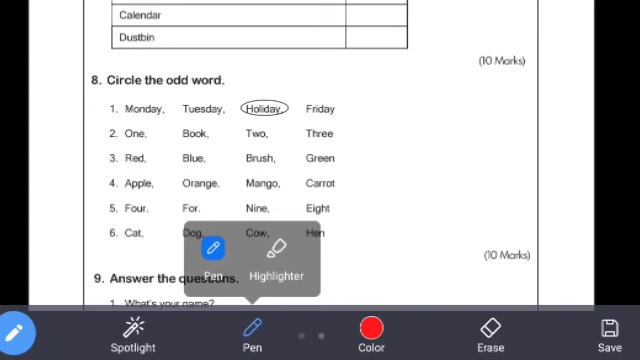 Calendar
Dustbin
(10 Marks)
8. Circle the odd word.
1. Monday, Tuesday, Holiday, Friday
2. One, Book, Two, Three
3. Red, Blue, Brush, Green
4. Apple, Orange, Mango, Carrot
5. Four. For. Nine, Eight
6. Cat, Dog, Cow, Hen
(10 Marks)
Pen Highlighter
9. Answer the questions.
1. What's your name?
Spotlight Pen Color Erase Save